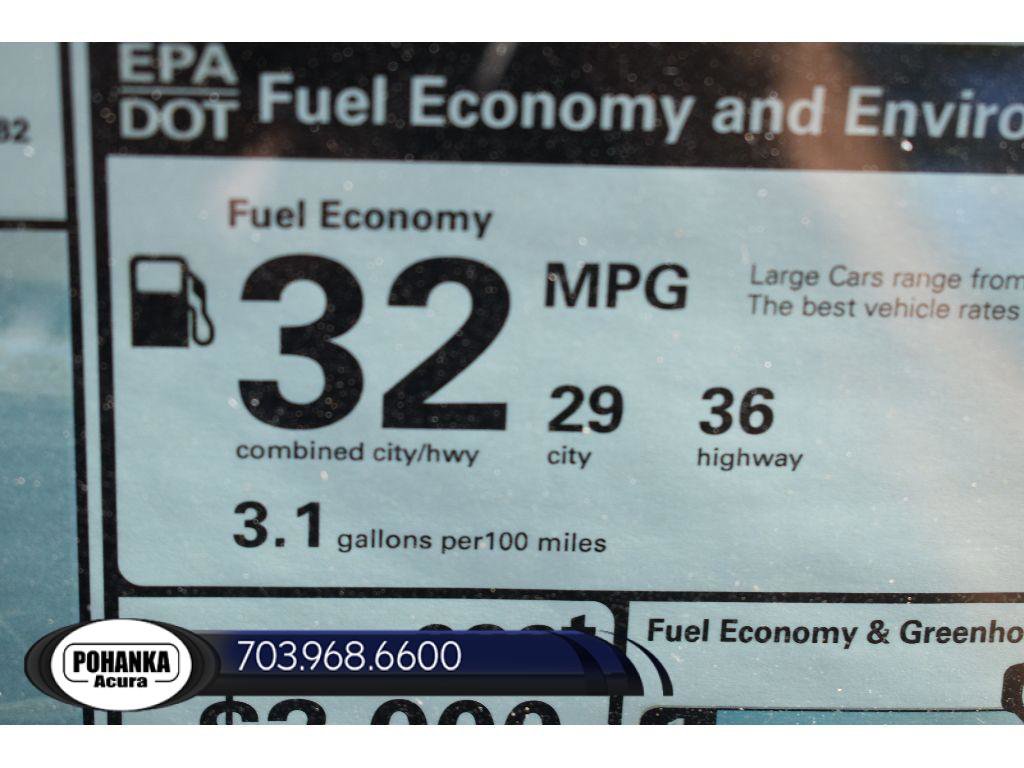 EPA
DOT
Fuel Economy and Enviro
82
Fuel Economy
32 MPG
Large Cars range from
The best vehicle rates
29 36
combined city/hwy city highway
3.1 gallons per100 miles
Fuel Economy & Greenho
POHANKA
Acura
703.968.6600